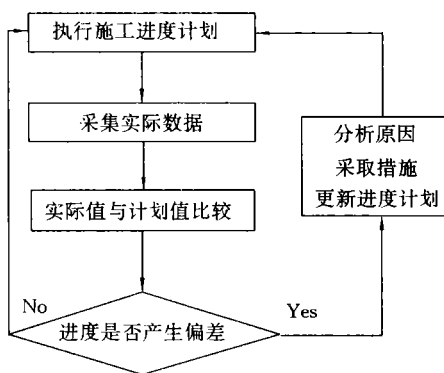 执行施工进度计划
采集实际数据
实际值与计划值比较
进度是否产生偏差
No
Yes
分析原因
采取措施
更新进度计划